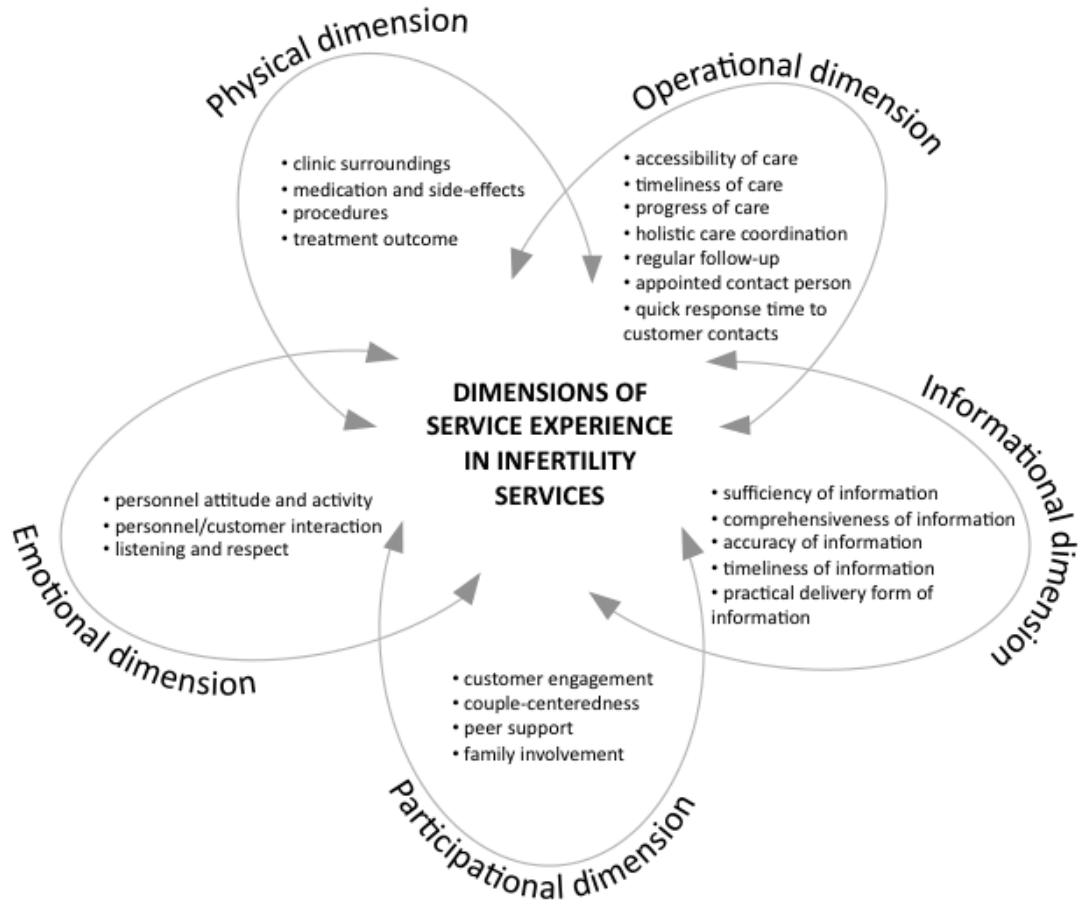 Physical dimension
• clinic surroundings
• medication and side-effects
• procedures
• treatment outcome
Operational dimension
• accessibility of care
• timeliness of care
• progress of care
• holistic care coordination
• regular follow-up
• appointed contact person
• quick response time to
customer contacts
DIMENSIONS OF
SERVICE EXPERIENCE
IN INFERTILITY
SERVICES
Informational dimension
• sufficiency of information
• comprehensiveness of information
• accuracy of information
• timeliness of information
• practical delivery form of
information
Emotional dimension
• personnel attitude and activity
• personnel/customer interaction
• listening and respect
• customer engagement
• couple-centeredness
• peer support
• family involvement
Participational dimension